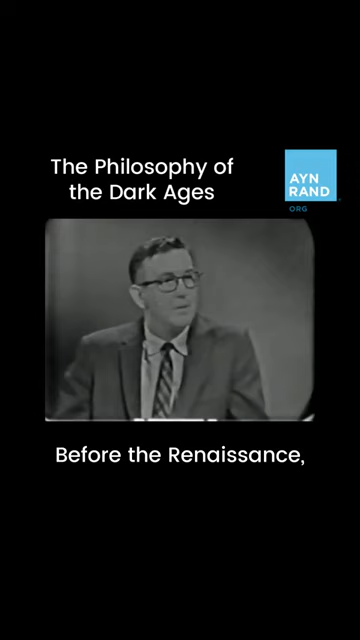 The Philosophy of
the Dark Ages
AYN
RAND
ORG
Before the Renaissance,